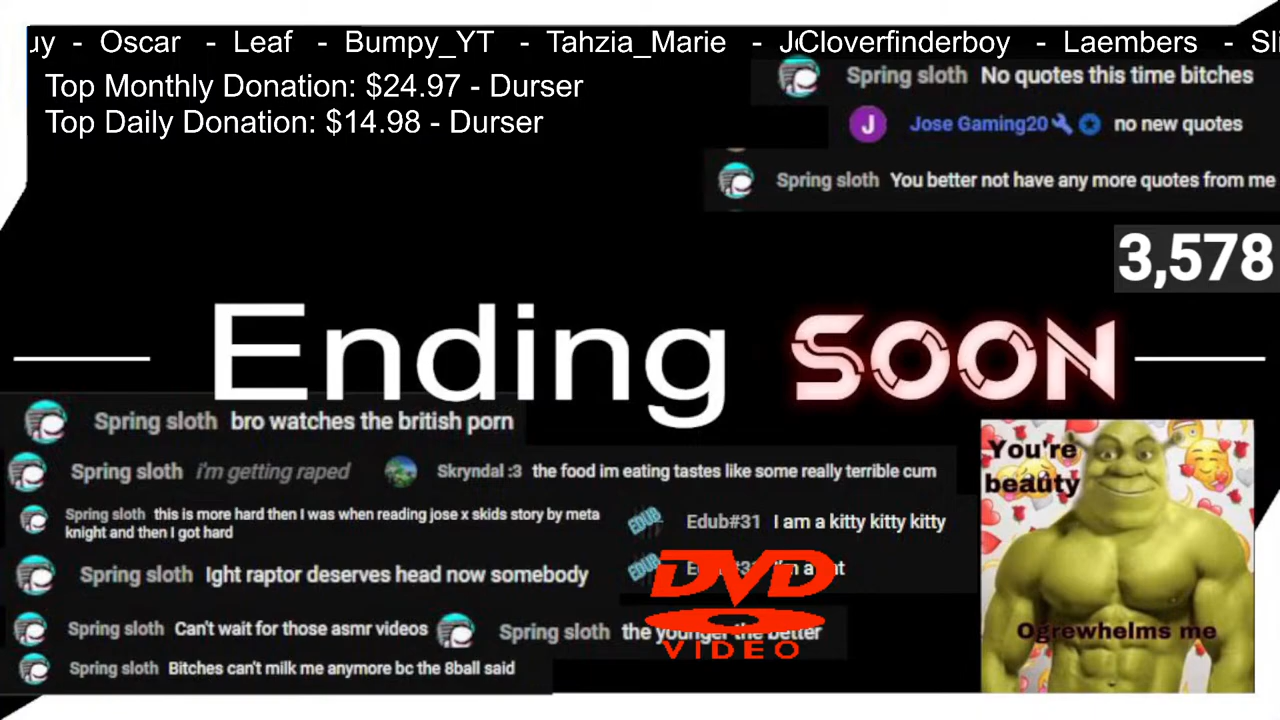 uy - Oscar - Leaf - Bumpy_YT - Tahzia_Marie - J
Cloverfinderboy - Laembers - Sli
Top Monthly Donation: $24.97 - Durser
Top Daily Donation: $14.98 - Durser
Spring sloth No quotes this time bitches
J Jose Gaming20 no new quotes
Spring sloth You better not have any more quotes from me
3,578
Ending SOON
Spring sloth bro watches the british porn
Spring sloth i'm getting raped
Skryndal :3 the food im eating tastes like some really terrible cum
Spring sloth this is more hard then I was when reading jose x skids story by meta
knight and then I got hard
EDUB Edub#31 I am a kitty kitty kitty
Spring sloth Ight raptor deserves head now somebody
EDUB
DVD
VIDEO
Spring sloth Can't wait for those asmr videos
Spring sloth the younger the better
Spring sloth Bitches can't milk me anymore bc the 8ball said
You're
beauty
Ogrewhelms me